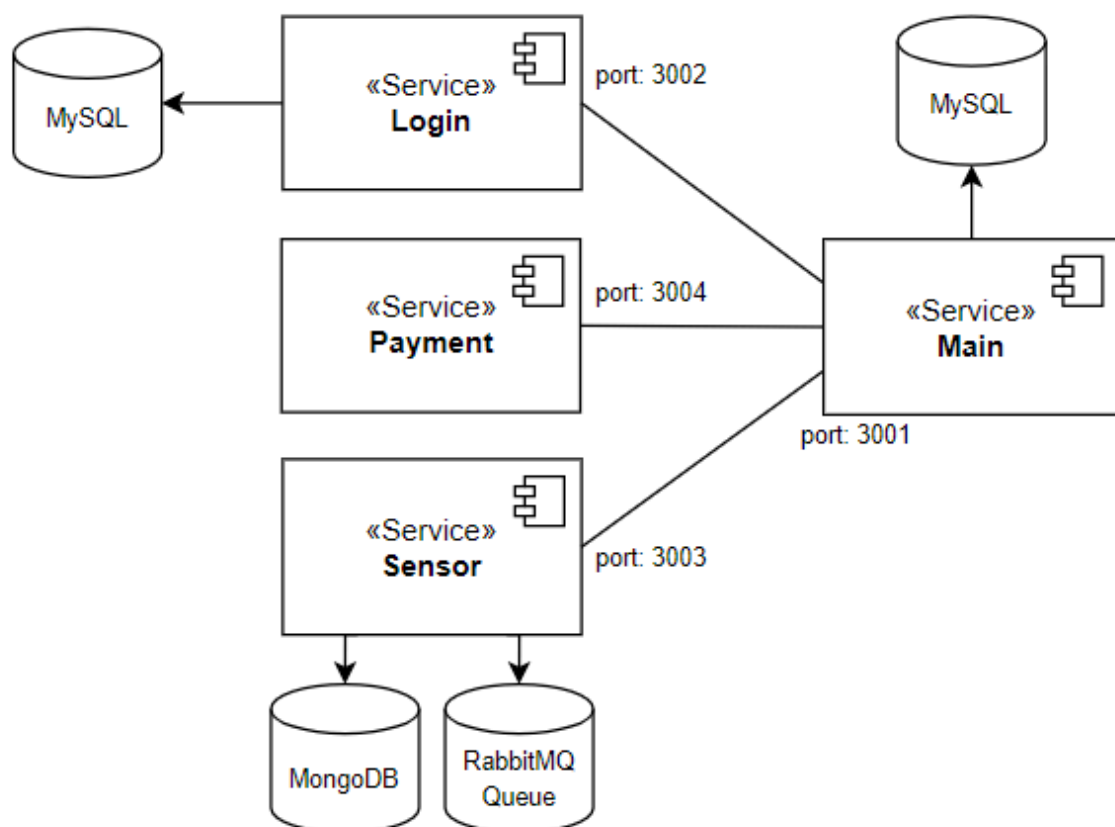 MySQL
«Service»
Login
port: 3002
MySQL
«Service»
Payment
port: 3004
«Service»
Main
port: 3001
«Service»
Sensor
port: 3003
MongoDB
RabbitMQ
Queue